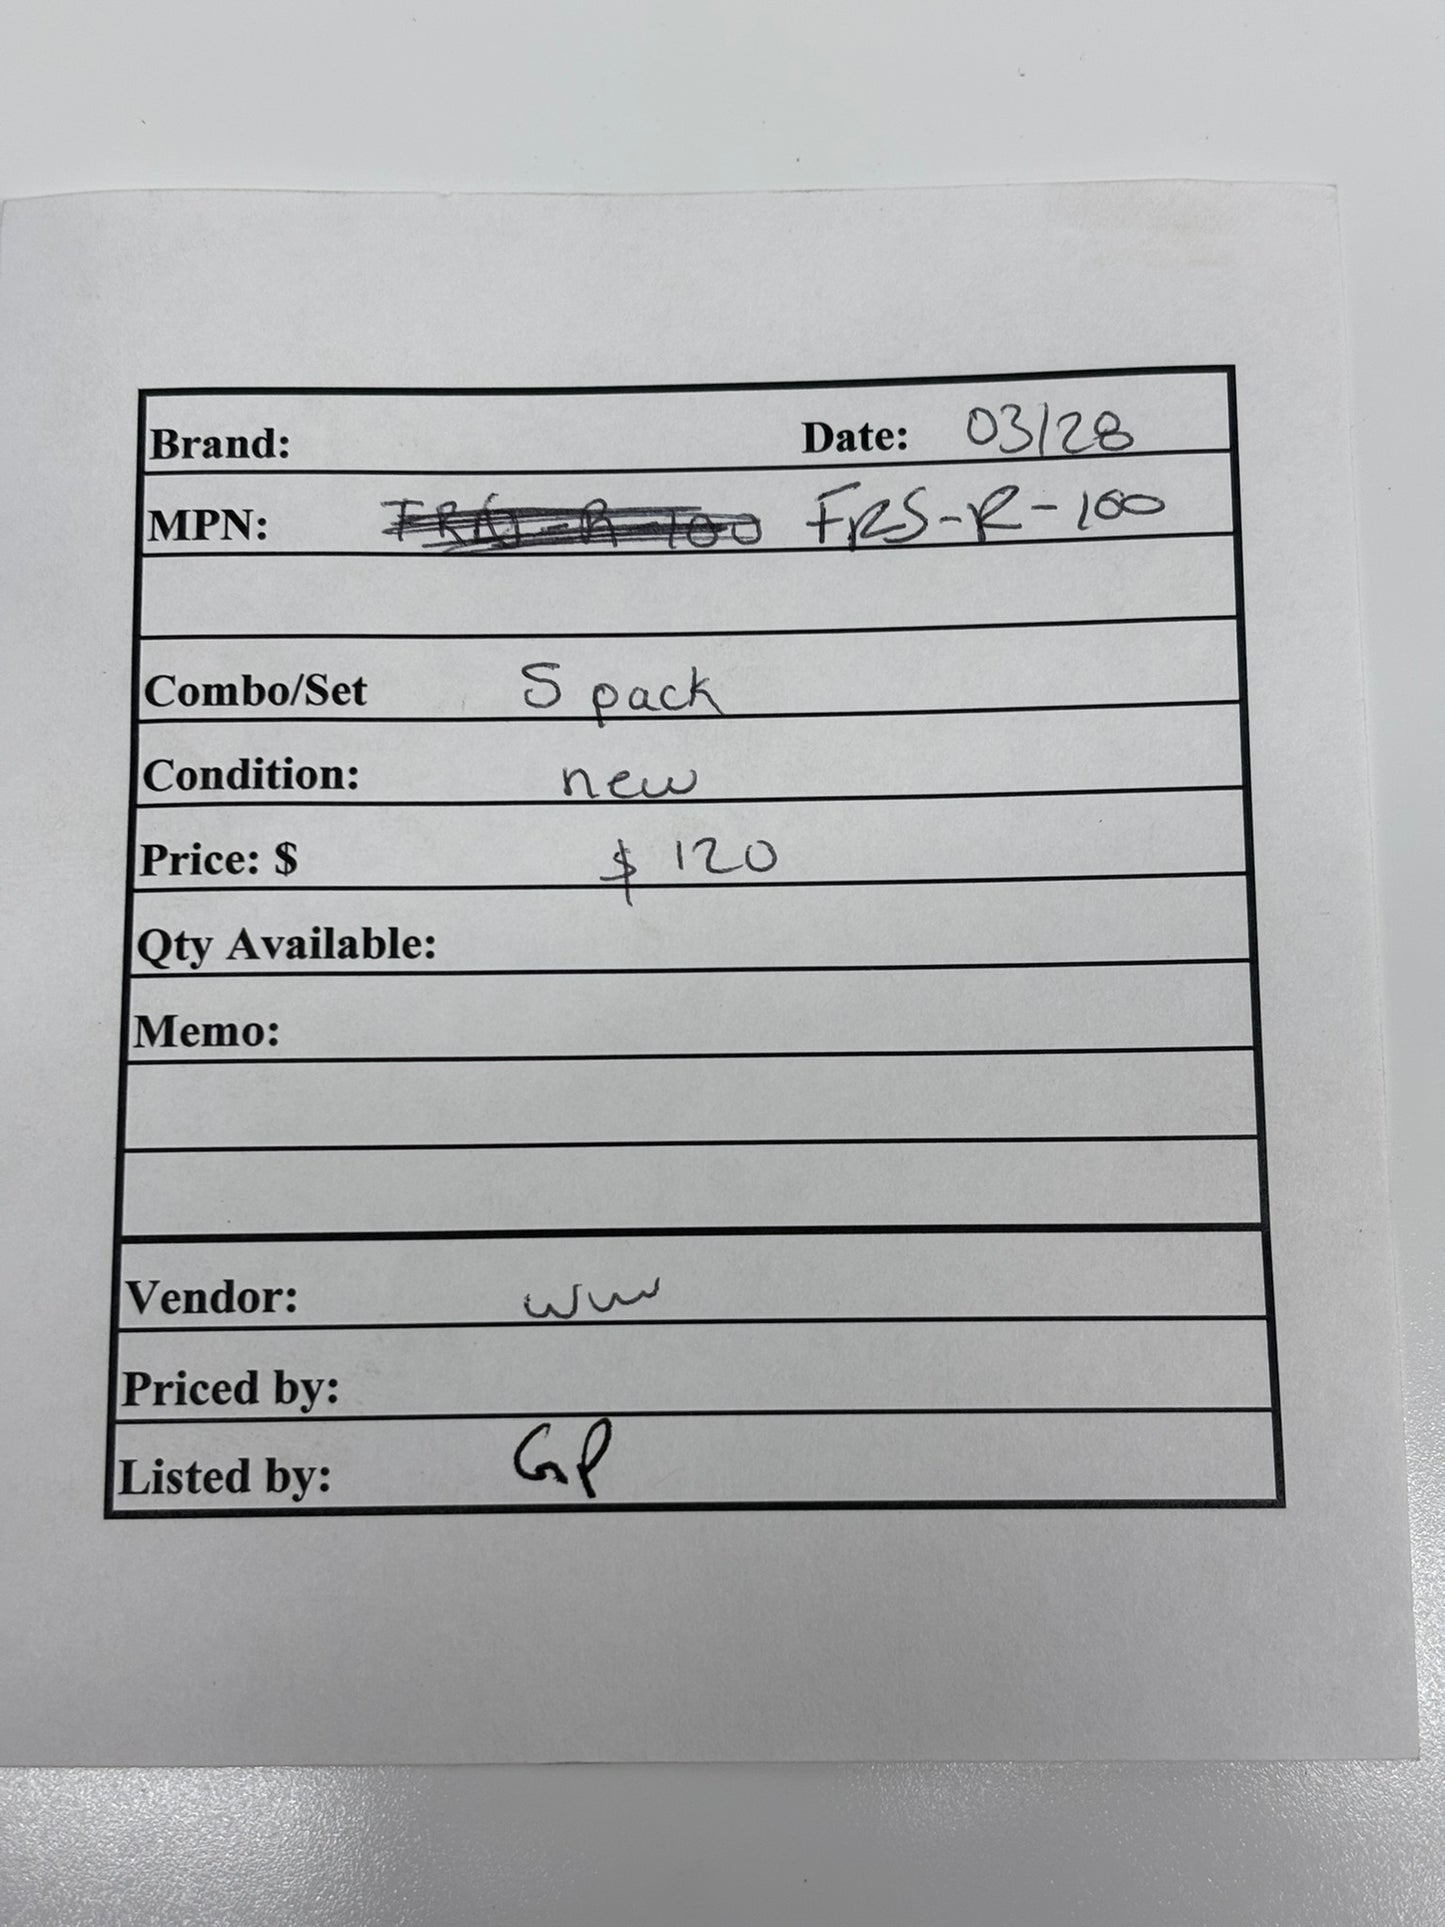 Brand: Date: 03/28
MPN: FRS-R-100
Combo/Set 5 pack
Condition: new
Price: $ $ 120
Qty Available:
Memo:
Vendor: ww
Priced by:
Listed by: GP